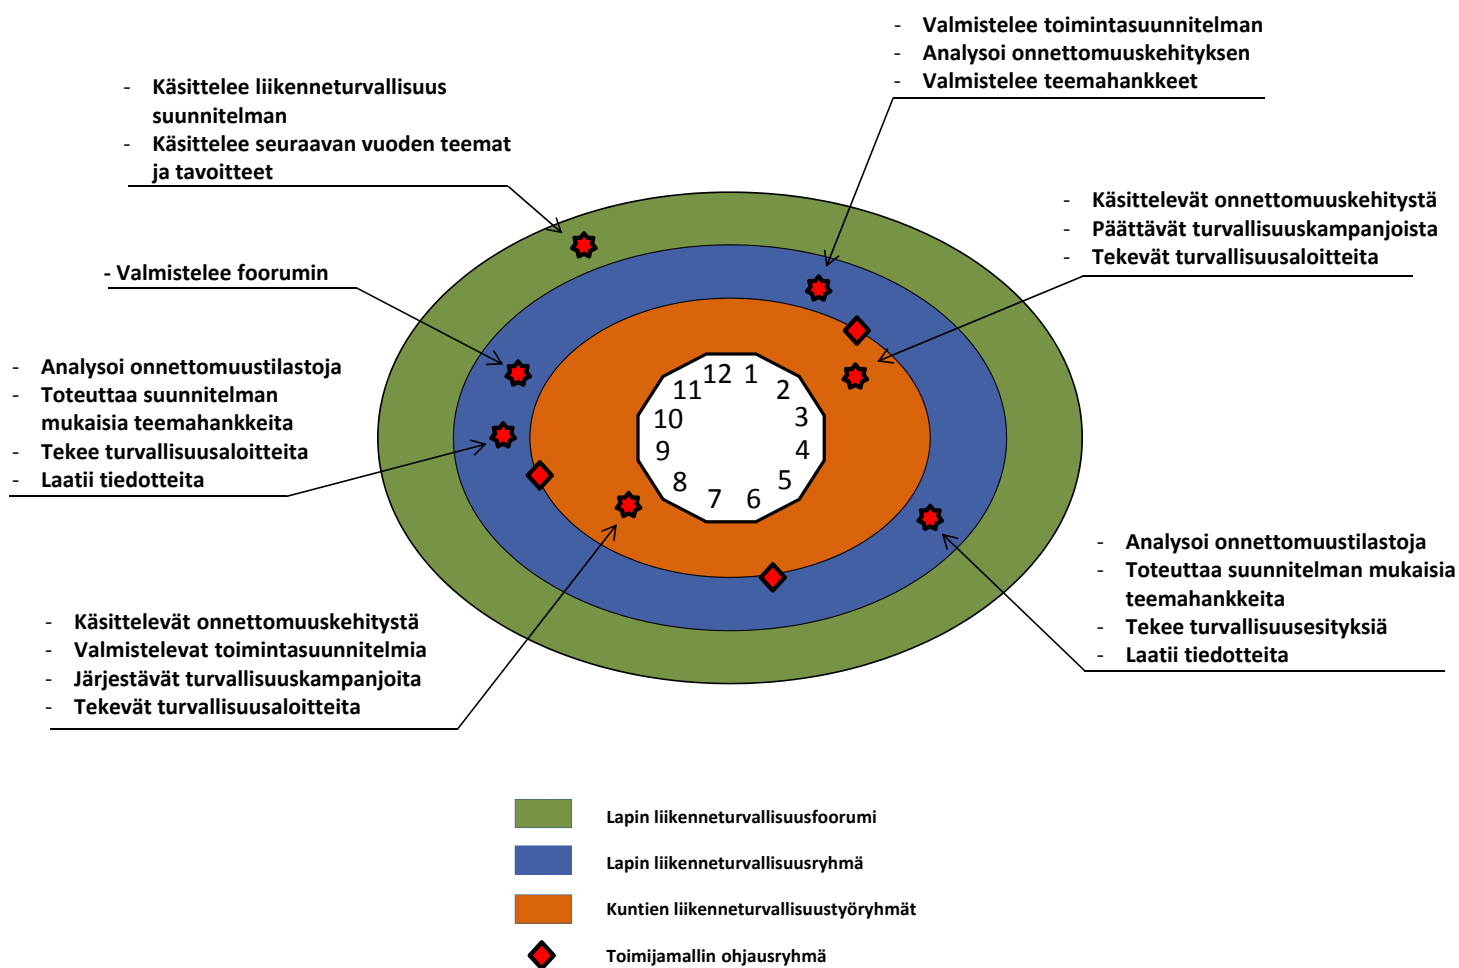 - Valmistelee toimintasuunnitelman
- Analysoi onnettomuuskehityksen
- Valmistelee teemahankkeet
- Käsittelee liikenneturvallisuus
suunnitelman
- Käsittelee seuraavan vuoden teemat
ja tavoitteet
- Käsittelevät onnettomuuskehitystä
- Päättävät turvallisuuskampanjoista
- Tekevät turvallisuusaloitteita
- Valmistelee foorumin
- Analysoi onnettomuustilastoja
- Toteuttaa suunnitelman
mukaisia teemahankkeita
- Tekee turvallisuusaloitteita
- Laatii tiedotteita
12 1
11 2
10 3
9 4
8 5
7 6
- Analysoi onnettomuustilastoja
- Toteuttaa suunnitelman mukaisia
teemahankkeita
- Tekee turvallisuusesityksiä
- Laatii tiedotteita
- Käsittelevät onnettomuuskehitystä
- Valmistelevat toimintasuunnitelmia
- Järjestävät turvallisuuskampanjoita
- Tekevät turvallisuusaloitteita
Lapin liikenneturvallisuusfoorumi
Lapin liikenneturvallisuusryhmä
Kuntien liikenneturvallisuustyöryhmät
Toimijamallin ohjausryhmä